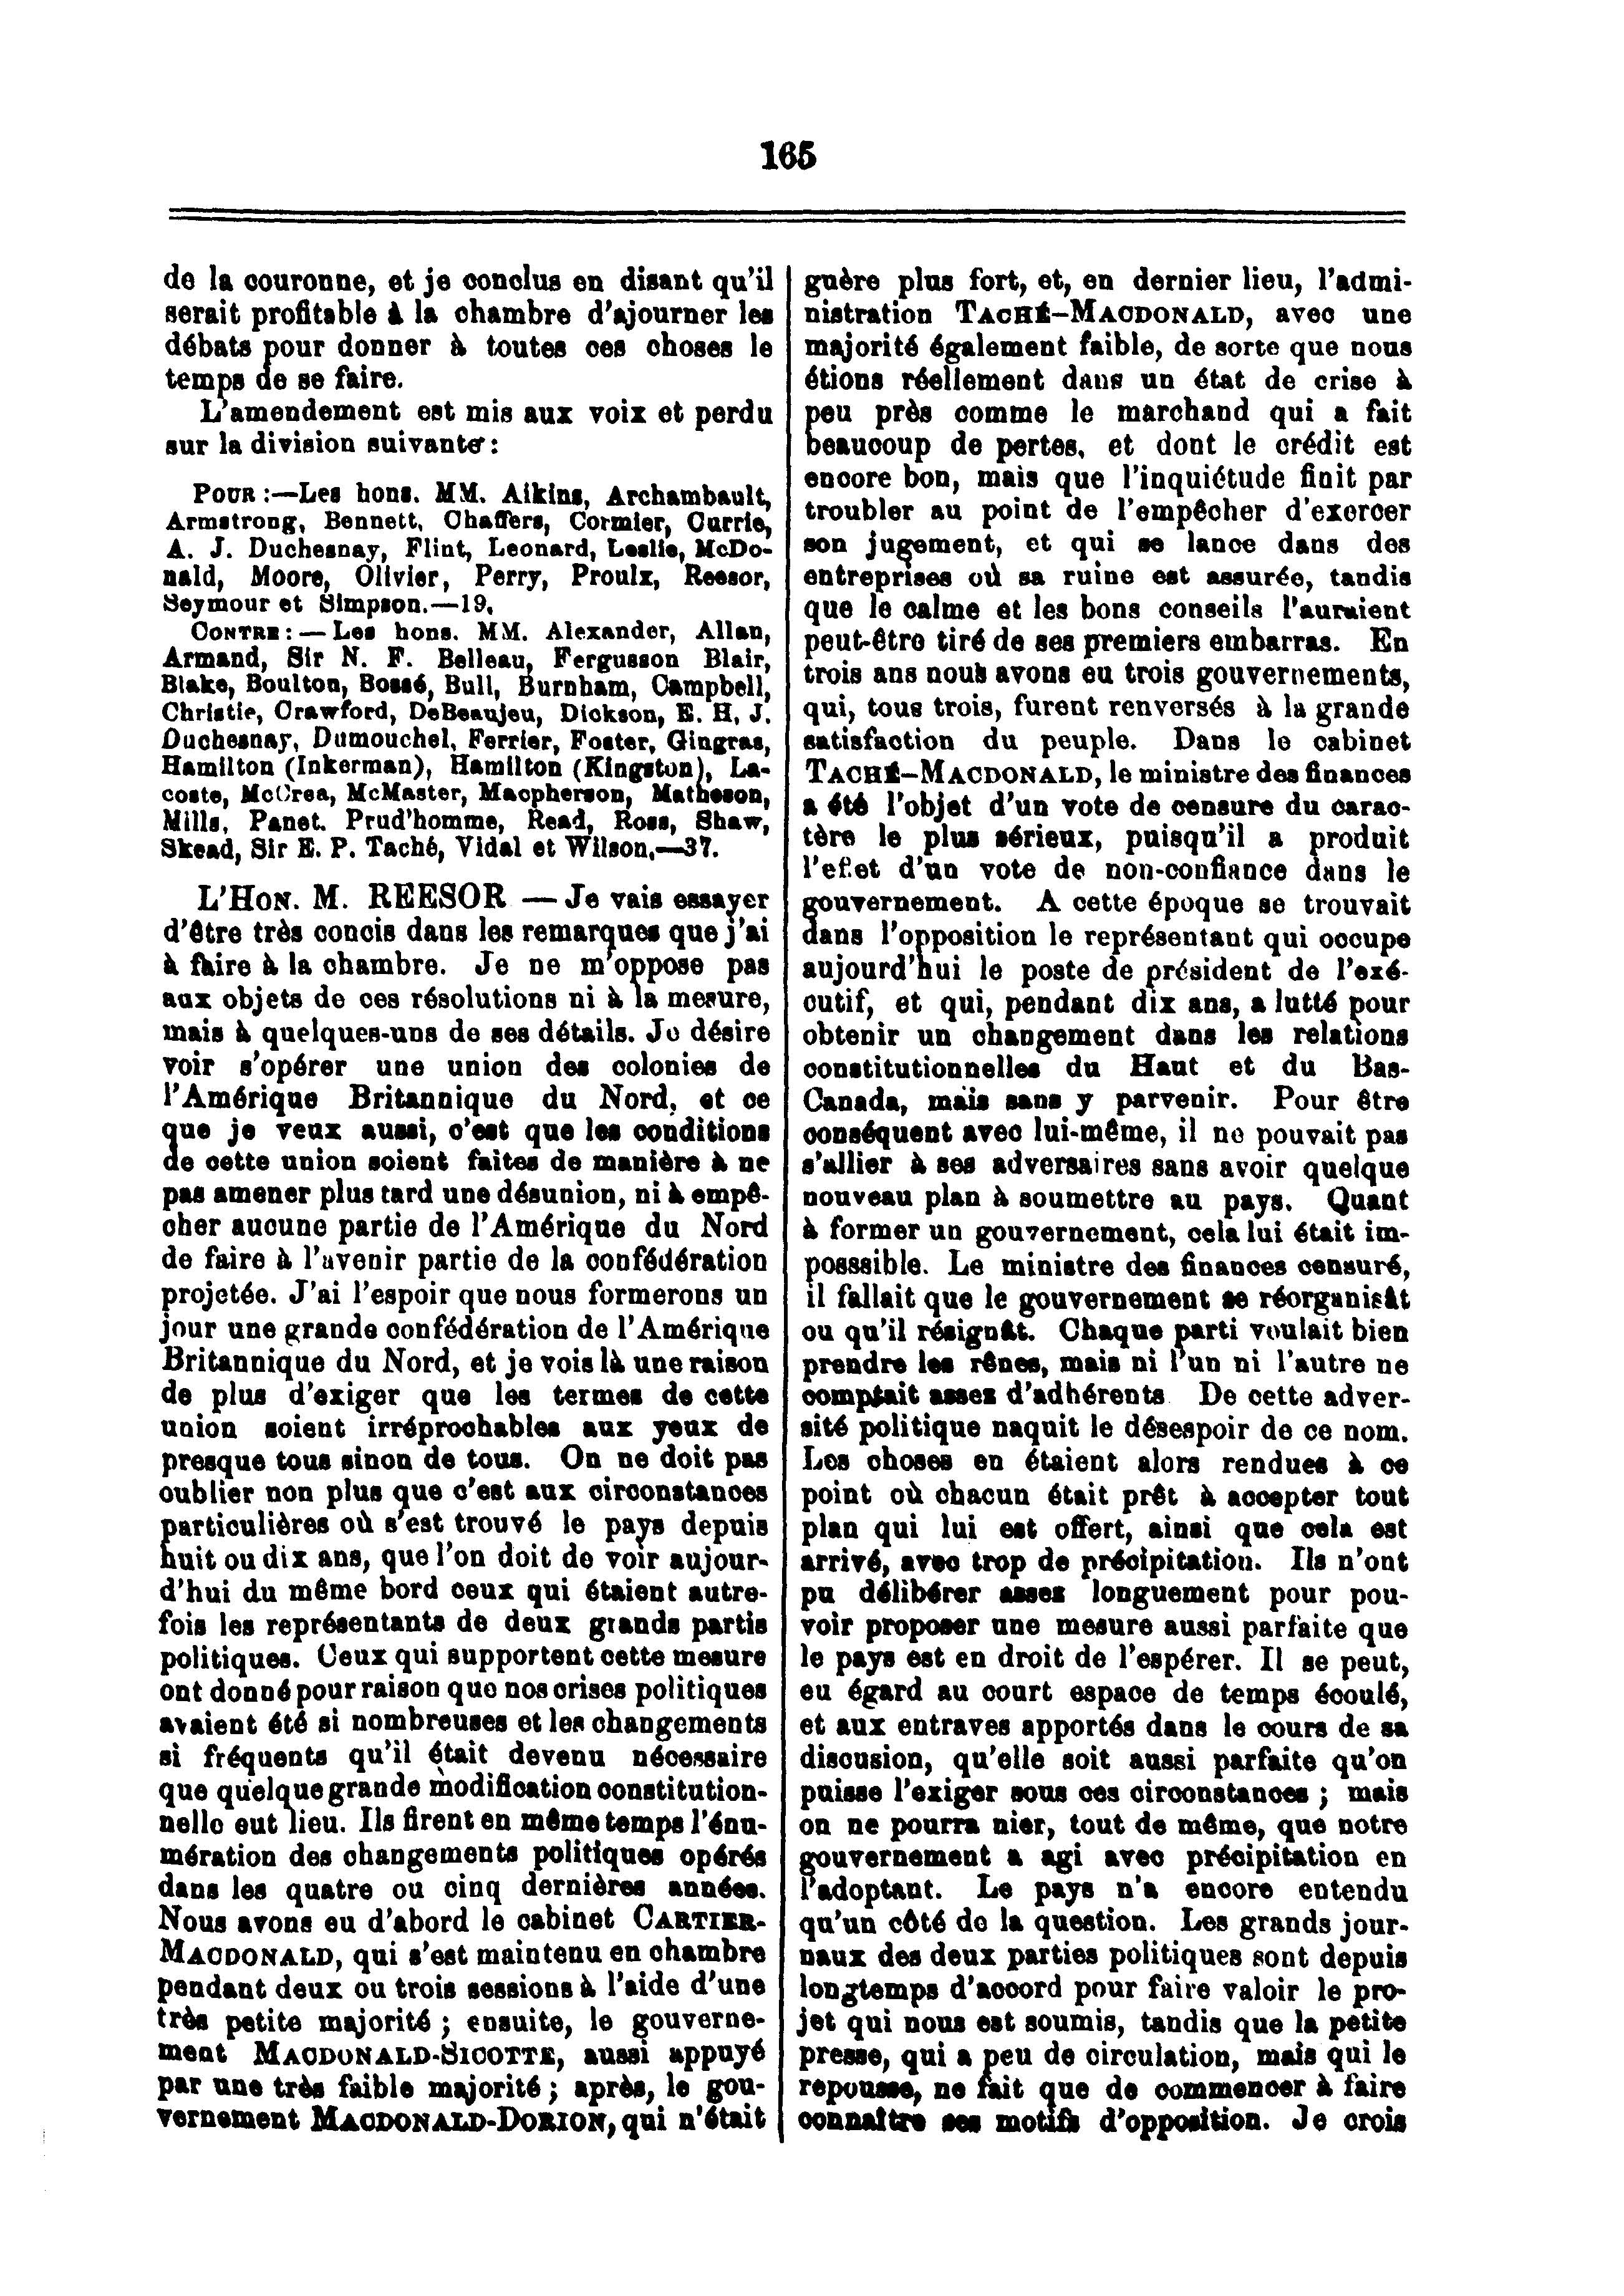 165
de la couronne, et je conclus en disant qu'il
serait profitable à la chambre d'ajourner les
débats pour donner à toutes ces choses le
temps de se faire.
L'amendement est mis aux voix et perdu
sur la division suivante :
POUR :—Les hons. MM. Aikins, Archambault,
Armstrong, Bennett, Chaffers, Cormier, Currie,
A. J. Duchesnay, Flint, Leonard, Leslie, McDo-
nald, Moore, Olivier, Perry, Proulx, Reesor,
Seymour et Simpson.—19.
CONTRE : — Les hons. MM. Alexander, Allan,
Armand, Sir N. F. Belleau, Fergusson Blair,
Blake, Boulton, Bossé, Bull, Burnham, Campbell,
Christie, Crawford, DeBeaujeu, Dickson, E. H. J.
Duchesnay, Dumouchel, Ferrier, Foster, Gingras,
Hamilton (Inkerman), Hamilton (Kingston), La-
coste, McCrea, McMaster, Macpherson, Matheson,
Mills, Panet. Prud'homme, Read, Ross, Shaw,
Skead, Sir E. P. Taché, Vidal et Wilson.—37.
L'HON. M. REESOR — Je vais essayer
d'être très concis dans les remarques que j'ai
à faire à la chambre. Je ne m'oppose pas
aux objets de ces résolutions ni à la mesure,
mais à quelques-uns de ses détails. Je désire
voir s'opérer une union des colonies de
l'Amérique Britannique du Nord, et ce
que je veux aussi, c'est que les conditions
de cette union soient faites de manière à ne
pas amener plus tard une désunion, ni à empê-
cher aucune partie de l'Amérique du Nord
de faire à l'avenir partie de la confédération
projetée. J'ai l'espoir que nous formerons un
jour une grande confédération de l'Amérique
Britannique du Nord, et je vois là une raison
de plus d'exiger que les termes de cette
union soient irréprochables aux yeux de
presque tous sinon de tous. On ne doit pas
oublier non plus que c'est aux circonstances
particulières où s'est trouvé le pays depuis
huit ou dix ans, que l'on doit de voir aujour-
d'hui du même bord ceux qui étaient autre-
fois les représentants de deux grands partis
politiques. Ceux qui supportent cette mesure
ont donné pour raison que nos crises politiques
avaient été si nombreuses et les changements
si fréquents qu'il était devenu nécessaire
que quelque grande modification constitution-
nelle eut lieu. Ils firent en même temps l'énu-
mération des changements politiques opérés
dans les quatre ou cinq dernières années.
Nous avons eu d'abord le cabinet CARTIER-
MACDONALD, qui s'est maintenu en chambre
pendant deux ou trois sessions à l'aide d'une
très petite majorité ; ensuite, le gouverne-
ment MACDONALD-SICOTTE, aussi appuyé
par une très faible majorité ; après, le gou-
vernement MACDONALD-DORION, qui n'était
guère plus fort, et, en dernier lieu, l'admi-
nistration TACHÉ-MACDONALD, avec une
majorité également faible, de sorte que nous
étions réellement dans un état de crise à
peu près comme le marchand qui a fait
beaucoup de pertes, et dont le crédit est
encore bon, mais que l'inquiétude finit par
troubler au point de l'empêcher d'exercer
son jugement, et qui se lance dans des
entreprises où sa ruine est assurée, tandis
que le calme et les bons conseils l'auraient
peut-être tiré de ses premiers embarras. En
trois ans nous avons eu trois gouvernements,
qui, tous trois, furent renversés à la grande
satisfaction du peuple. Dans le cabinet
TACHÉ-MACDONALD, le ministre des finances
a été l'objet d'un vote de censure du carac-
tère le plus sérieux, puisqu'il a produit
l'effet d'un vote de non-confiance dans le
gouvernement. A cette époque se trouvait
dans l'opposition le représentant qui occupe
aujourd'hui le poste de président de l'exé-
cutif, et qui, pendant dix ans, a lutté pour
obtenir un changement dans les relations
constitutionnelles du Haut et du Bas-
Canada, mais sans y parvenir. Pour être
conséquent avec lui-même, il ne pouvait pas
s'allier à ses adversaires sans avoir quelque
nouveau plan à soumettre au pays. Quant
à former un gouvernement, cela lui était im-
posssible. Le ministre des finances censuré,
il fallait que le gouvernement se réorganisât
ou qu'il résignât. Chaque parti voulait bien
prendre les rênes, mais ni l'un ni l'autre ne
comptait assez d'adhérents. De cette adver-
sité politique naquit le désespoir de ce nom.
Les choses en étaient alors rendues à ce
point où chacun était prêt à accepter tout
plan qui lui est offert, ainsi que cela est
arrivé, avec trop de précipitation. Ils n'ont
pu délibérer assez longuement pour pou-
voir proposer une mesure aussi parfaite que
le pays est en droit de l'espérer. Il se peut,
eu égard au court espace de temps écoulé,
et aux entraves apportés dans le cours de sa
discusion, qu'elle soit aussi parfaite qu'on
puisse l'exiger sous ces circonstances ; mais
on ne pourra nier, tout de même, que notre
gouvernement a agi avec précipitation en
l'adoptant. Le pays n'a encore entendu
qu'un côté de la question. Les grands jour-
naux des deux parties politiques sont depuis
longtemps d'accord pour faire valoir le pro-
jet qui nous est soumis, tandis que la petite
presse, qui a peu de circulation, mais qui le
repousse, ne fait que de commencer à faire
connaître ses motifs d'opposition. Je crois